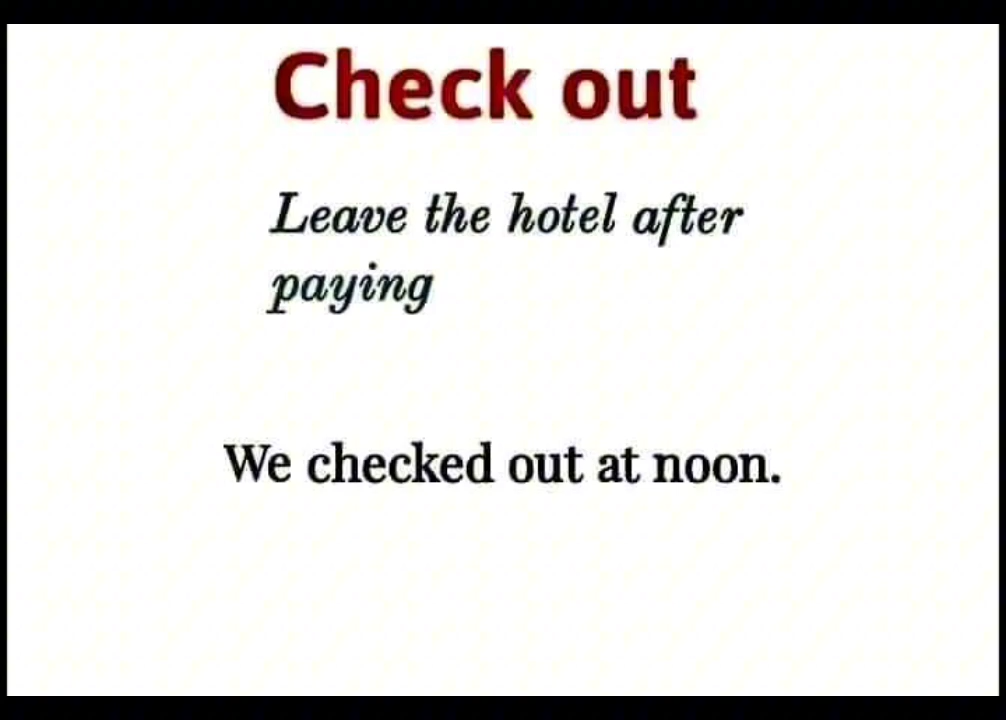 Check out
Leave the hotel after
paying
We checked out at noon.